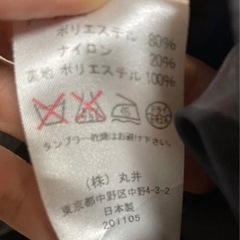 ポリエステル 80%
ナイロン 20%
裏地 ポリエステル 100%
タンブラー乾燥はお避け下さい
(株) 丸井
東京都中野区中野4-3-2
日本製
201105